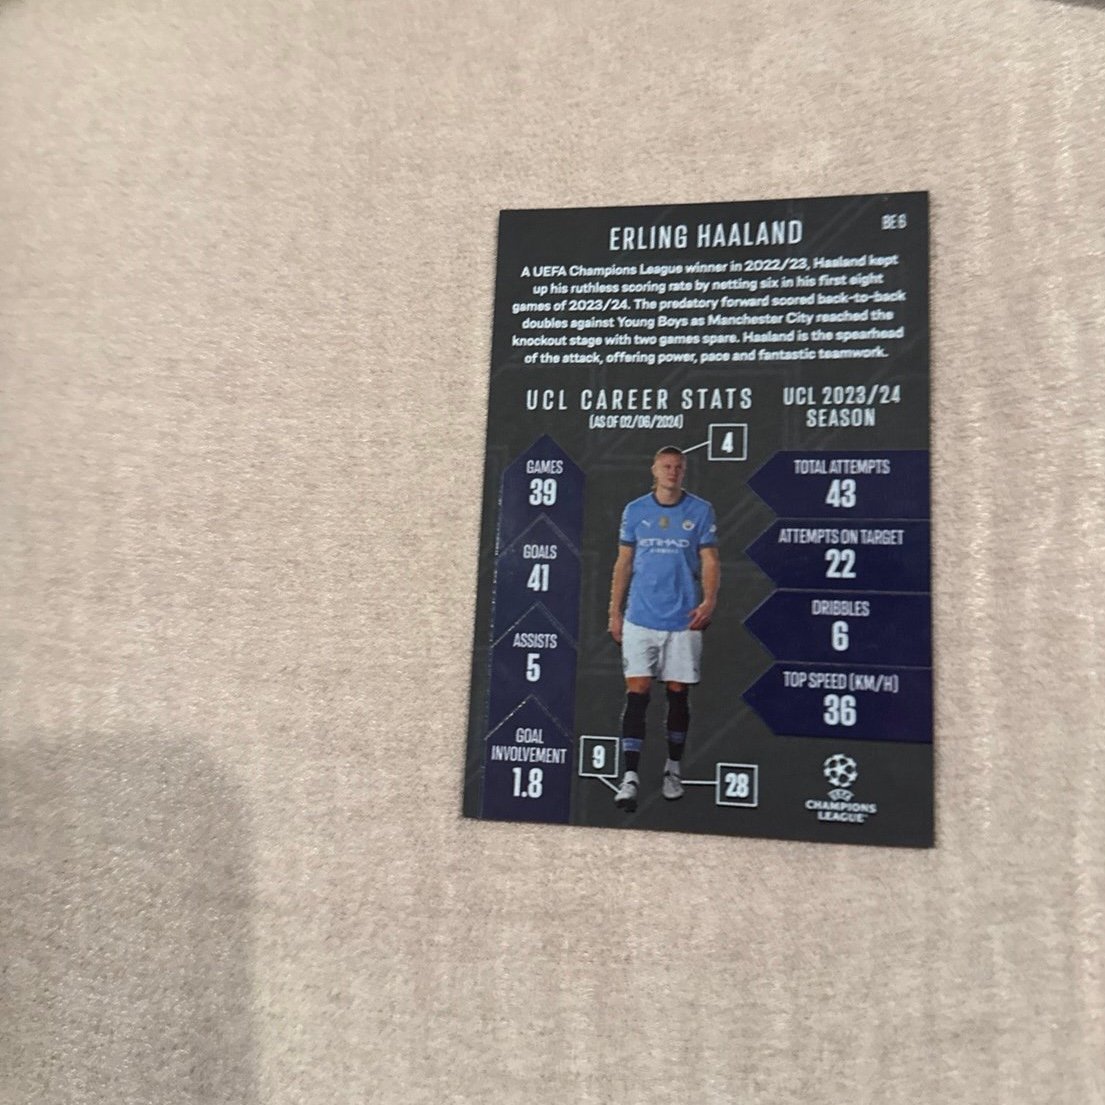 ERLING HAALAND
BE 6
A UEFA Champions League winner in 2022/23, Haaland kept
up his ruthless scoring rate by netting six in his first eight
games of 2023/24. The predatory forward scored back-to-back
doubles against Young Boys as Manchester City reached the
knockout stage with two games spare. Haaland is the spearhead
of the attack, offering power, pace and fantastic teamwork.
UCL CAREER STATS
(AS OF 02/06/2024)
GAMES
39
GOALS
41
ASSISTS
5
GOAL
INVOLVEMENT
1.8
4
ETIHAD
AIRWAYS
9
28
UCL 2023/24
SEASON
TOTAL ATTEMPTS
43
ATTEMPTS ON TARGET
22
DRIBBLES
6
TOP SPEED (KM/H)
36
UEFA
CHAMPIONS
LEAGUE